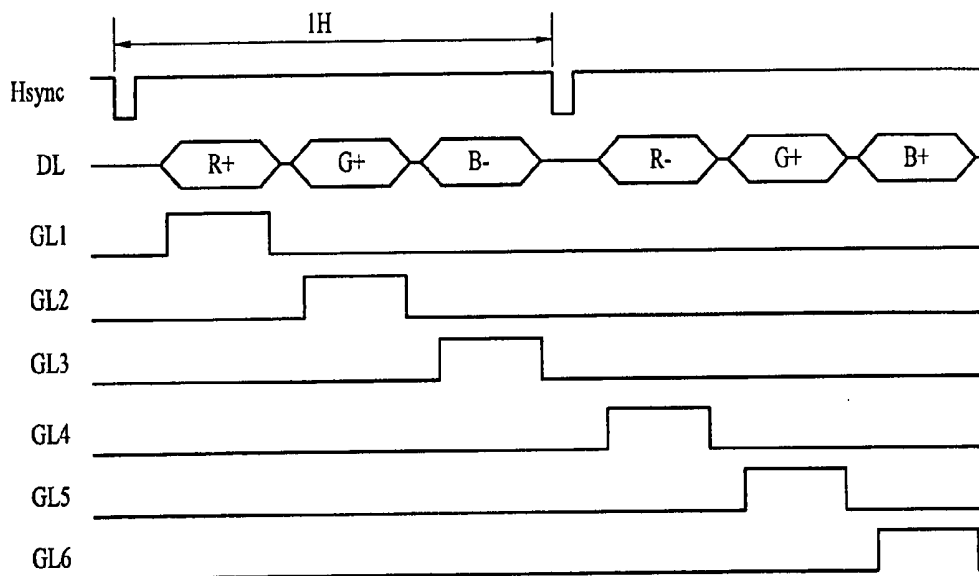 1H
Hsync
DL R+ G+ B- R- G+ B+
GL1
GL2
GL3
GL4
GL5
GL6